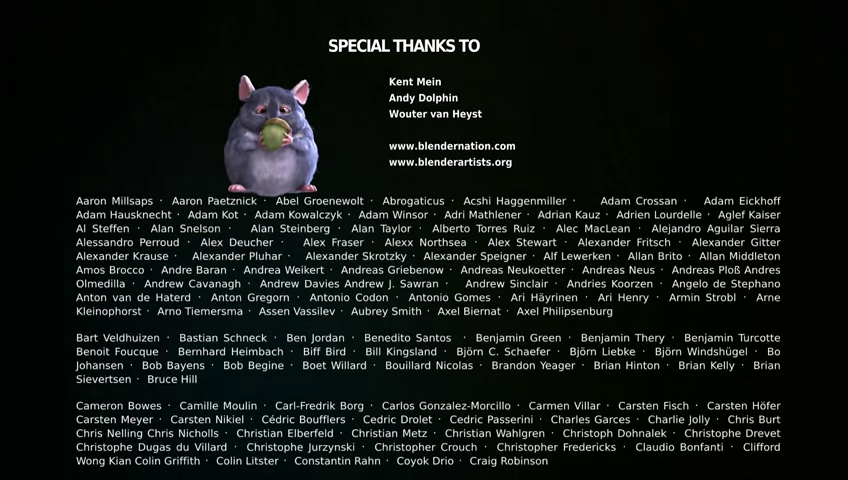 SPECIAL THANKS TO
Kent Mein
Andy Dolphin
Wouter van Heyst
www.blendernation.com
www.blenderartists.org
Aaron Millsaps · Aaron Paetznick · Abel Groenewolt · Abrogaticus · Acshi Haggenmiller · Adam Crossan · Adam Eickhoff
Adam Hausknecht · Adam Kot · Adam Kowalczyk · Adam Winsor · Adri Mathlener · Adrian Kauz · Adrien Lourdelle · Aglef Kaiser
Al Steffen · Alan Snelson · Alan Steinberg · Alan Taylor · Alberto Torres Ruiz · Alec MacLean · Alejandro Aguilar Sierra
Alessandro Perroud · Alex Deucher · Alex Fraser · Alexx Northsea · Alex Stewart · Alexander Fritsch · Alexander Gitter
Alexander Krause · Alexander Pluhar · Alexander Skrotzky · Alexander Speigner · Alf Lewerken · Allan Brito · Allan Middleton
Amos Brocco · Andre Baran · Andrea Weikert · Andreas Griebenow · Andreas Neukoetter · Andreas Neus · Andreas Ploß Andres
Olmedilla · Andrew Cavanagh · Andrew Davies Andrew J. Sawran · Andrew Sinclair · Andries Koorzen · Angelo de Stephano
Anton van de Haterd · Anton Gregorn · Antonio Codon · Antonio Gomes · Ari Häyrinen · Ari Henry · Armin Strobl · Arne
Kleinophorst · Arno Tiemersma · Assen Vassilev · Aubrey Smith · Axel Biernat · Axel Philipsenburg
Bart Veldhuizen · Bastian Schneck · Ben Jordan · Benedito Santos · Benjamin Green · Benjamin Thery · Benjamin Turcotte
Benoit Foucque · Bernhard Heimbach · Biff Bird · Bill Kingsland · Björn C. Schaefer · Björn Liebke · Björn Windshügel · Bo
Johansen · Bob Bayens · Bob Begine · Boet Willard · Bouillard Nicolas · Brandon Yeager · Brian Hinton · Brian Kelly · Brian
Sievertsen · Bruce Hill
Cameron Bowes · Camille Moulin · Carl-Fredrik Borg · Carlos Gonzalez-Morcillo · Carmen Villar · Carsten Fisch · Carsten Höfer
Carsten Meyer · Carsten Nikiel · Cédric Boufflers · Cedric Drolet · Cedric Passerini · Charles Garces · Charlie Jolly · Chris Burt
Chris Nelling Chris Nicholls · Christian Elberfeld · Christian Metz · Christian Wahlgren · Christoph Dohnalek · Christophe Drevet
Christophe Dugas du Villard · Christophe Jurzynski · Christopher Crouch · Christopher Fredericks · Claudio Bonfanti · Clifford
Wong Kian Colin Griffith · Colin Litster · Constantin Rahn · Coyok Drio · Craig Robinson